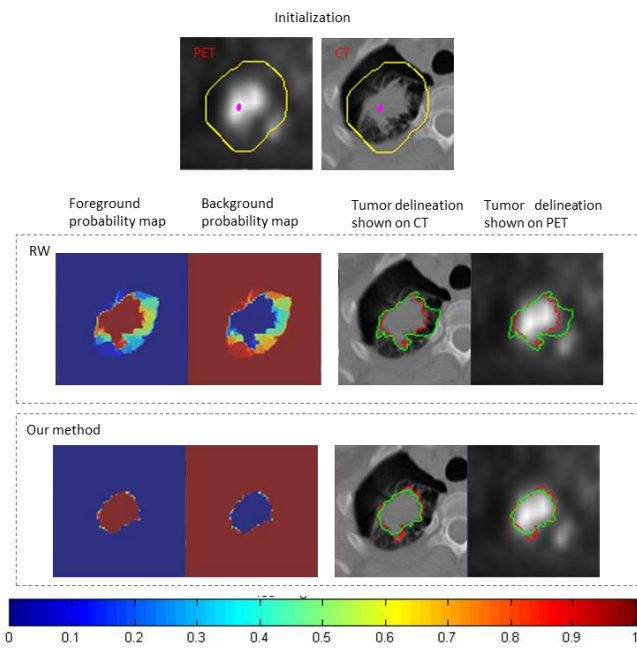 Initialization
PET
CT
Foreground
probability map
Background
probability map
Tumor delineation
shown on CT
Tumor delineation
shown on PET
RW
Our method
0 0.1 0.2 0.3 0.4 0.5 0.6 0.7 0.8 0.9 1